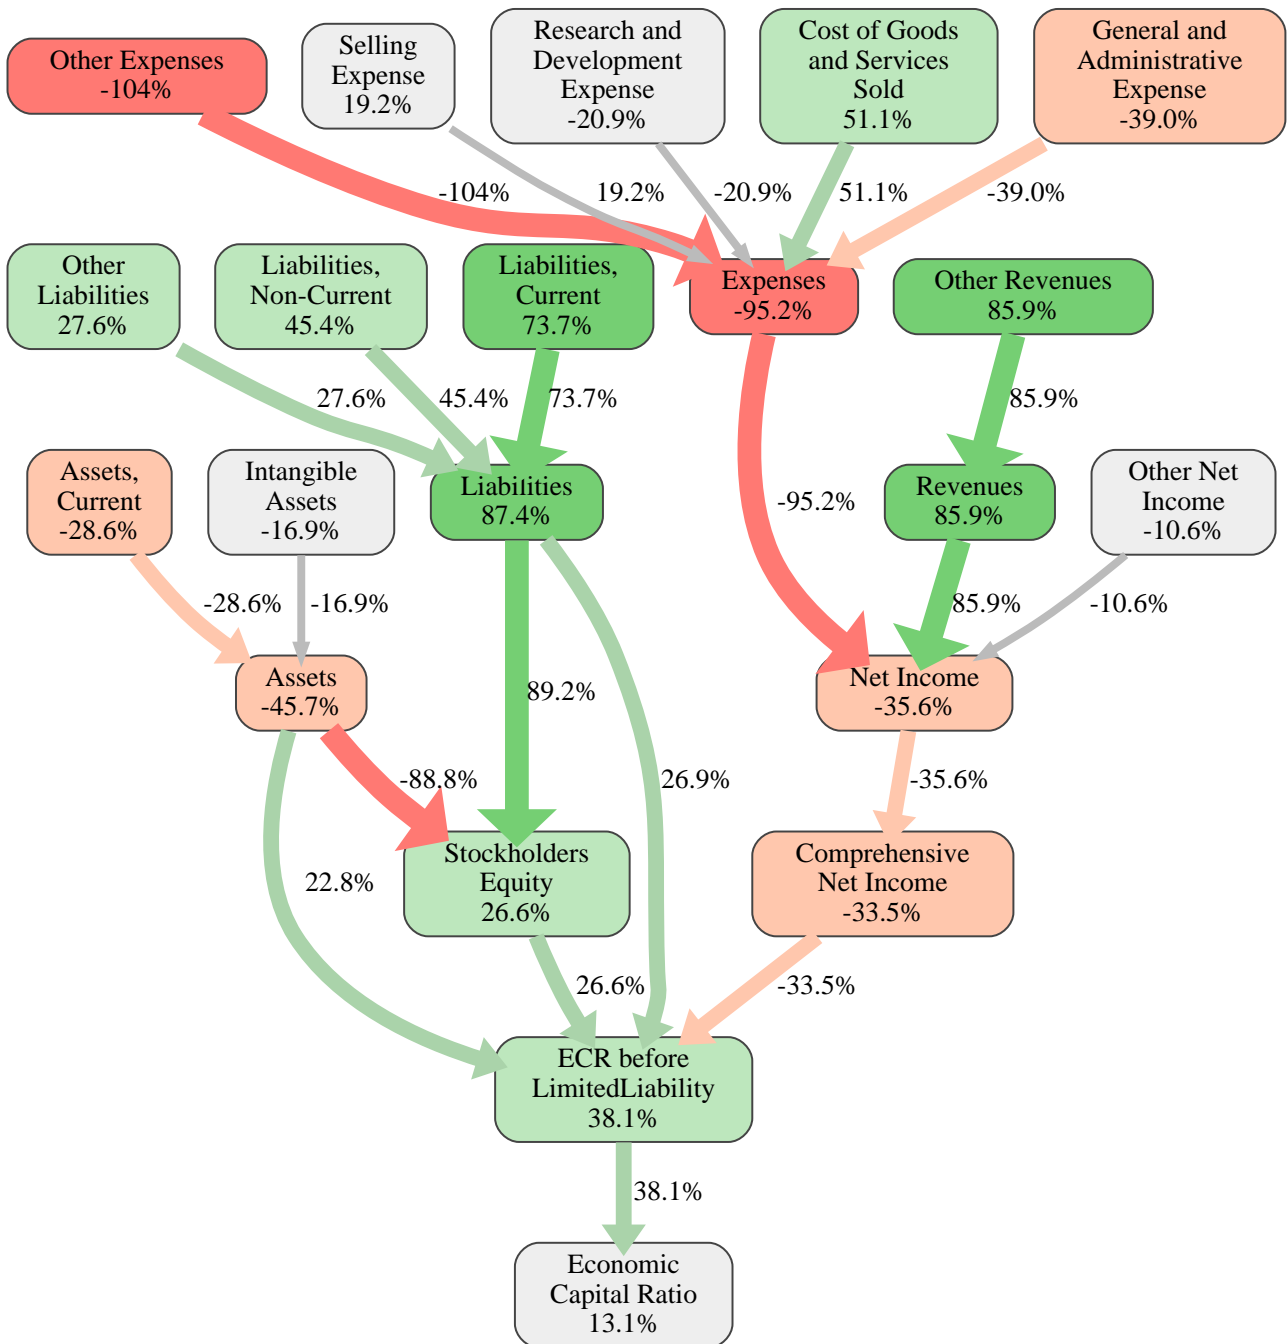 Other Expenses
-104%
Selling
Expense
19.2%
Research and
Development
Expense
-20.9%
Cost of Goods
and Services
Sold
51.1%
General and
Administrative
Expense
-39.0%
-104%
19.2%
-20.9%
51.1%
-39.0%
Other
Liabilities
27.6%
Liabilities,
Non-Current
45.4%
Liabilities,
Current
73.7%
Expenses
-95.2%
Other Revenues
85.9%
27.6%
45.4%
73.7%
85.9%
Assets,
Current
-28.6%
Intangible
Assets
-16.9%
Liabilities
87.4%
-95.2%
Revenues
85.9%
Other Net
Income
-10.6%
-28.6%
-16.9%
85.9%
-10.6%
Assets
-45.7%
89.2%
Net Income
-35.6%
-88.8%
26.9%
-35.6%
22.8%
Stockholders
Equity
26.6%
Comprehensive
Net Income
-33.5%
26.6%
-33.5%
ECR before
LimitedLiability
38.1%
38.1%
Economic
Capital Ratio
13.1%